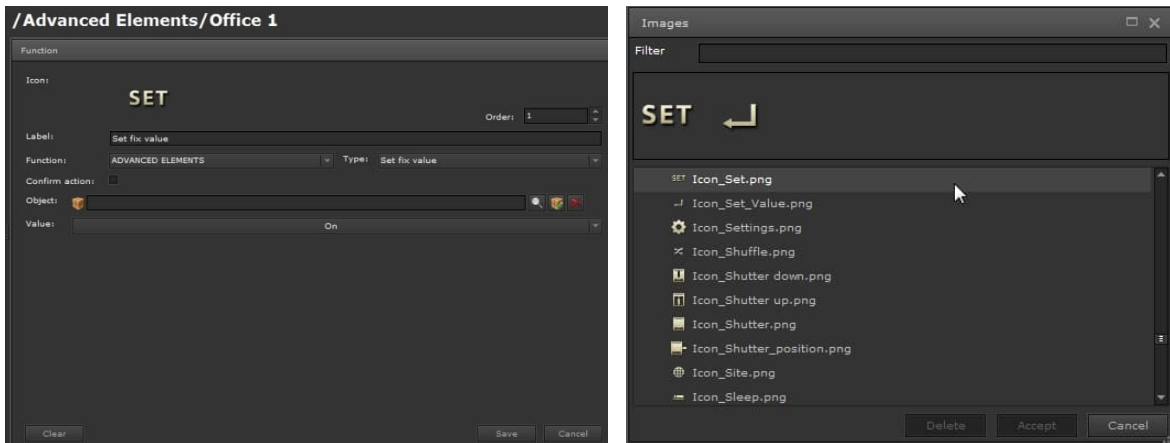 /Advanced Elements/Office 1
Function
Icon:
SET
Order: 1
Label: Set fix value
Function: ADVANCED ELEMENTS Type: Set fix value
Confirm action:
Object:
Value: On
Clear Save Cancel
Images
Filter
SET
SET Icon_Set.png
Icon_Set_Value.png
Icon_Settings.png
Icon_Shuffle.png
Icon_Shutter down.png
Icon_Shutter up.png
Icon_Shutter.png
Icon_Shutter_position.png
Icon_Site.png
Icon_Sleep.png
Delete Accept Cancel